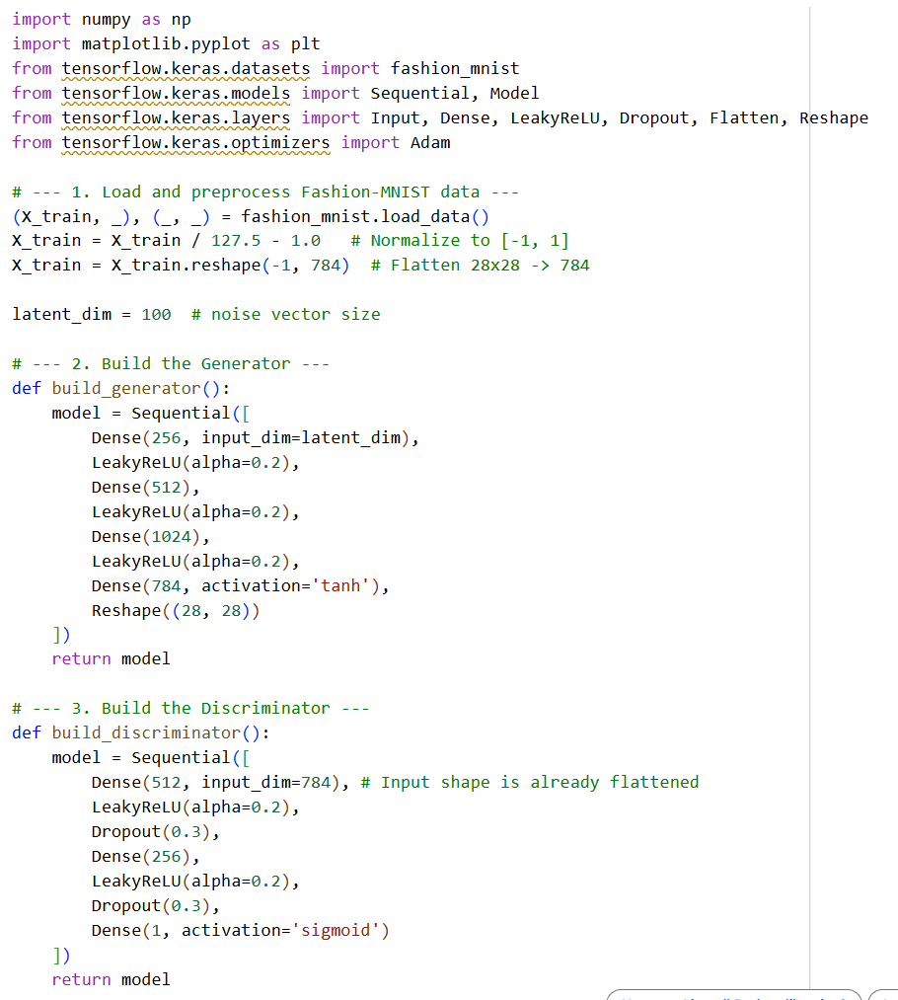 import numpy as np
import matplotlib.pyplot as plt
from tensorflow.keras.datasets import fashion_mnist
from tensorflow.keras.models import Sequential, Model
from tensorflow.keras.layers import Input, Dense, LeakyReLU, Dropout, Flatten, Reshape
from tensorflow.keras.optimizers import Adam

# --- 1. Load and preprocess Fashion-MNIST data ---
(X_train, _), (_, _) = fashion_mnist.load_data()
X_train = X_train / 127.5 - 1.0   # Normalize to [-1, 1]
X_train = X_train.reshape(-1, 784)  # Flatten 28x28 -> 784

latent_dim = 100  # noise vector size

# --- 2. Build the Generator ---
def build_generator():
    model = Sequential([
        Dense(256, input_dim=latent_dim),
        LeakyReLU(alpha=0.2),
        Dense(512),
        LeakyReLU(alpha=0.2),
        Dense(1024),
        LeakyReLU(alpha=0.2),
        Dense(784, activation='tanh'),
        Reshape((28, 28))
    ])
    return model

# --- 3. Build the Discriminator ---
def build_discriminator():
    model = Sequential([
        Dense(512, input_dim=784), # Input shape is already flattened
        LeakyReLU(alpha=0.2),
        Dropout(0.3),
        Dense(256),
        LeakyReLU(alpha=0.2),
        Dropout(0.3),
        Dense(1, activation='sigmoid')
    ])
    return model